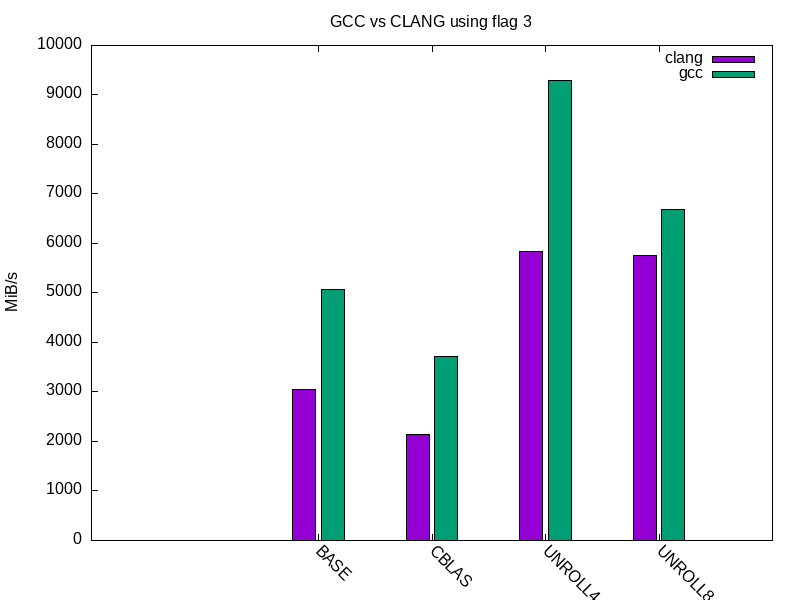 GCC vs CLANG using flag 3
clang
gcc
10000
9000
8000
7000
6000
5000
4000
3000
2000
1000
0
MiB/s
BASE
CBLAS
UNROLL4
UNROLL8